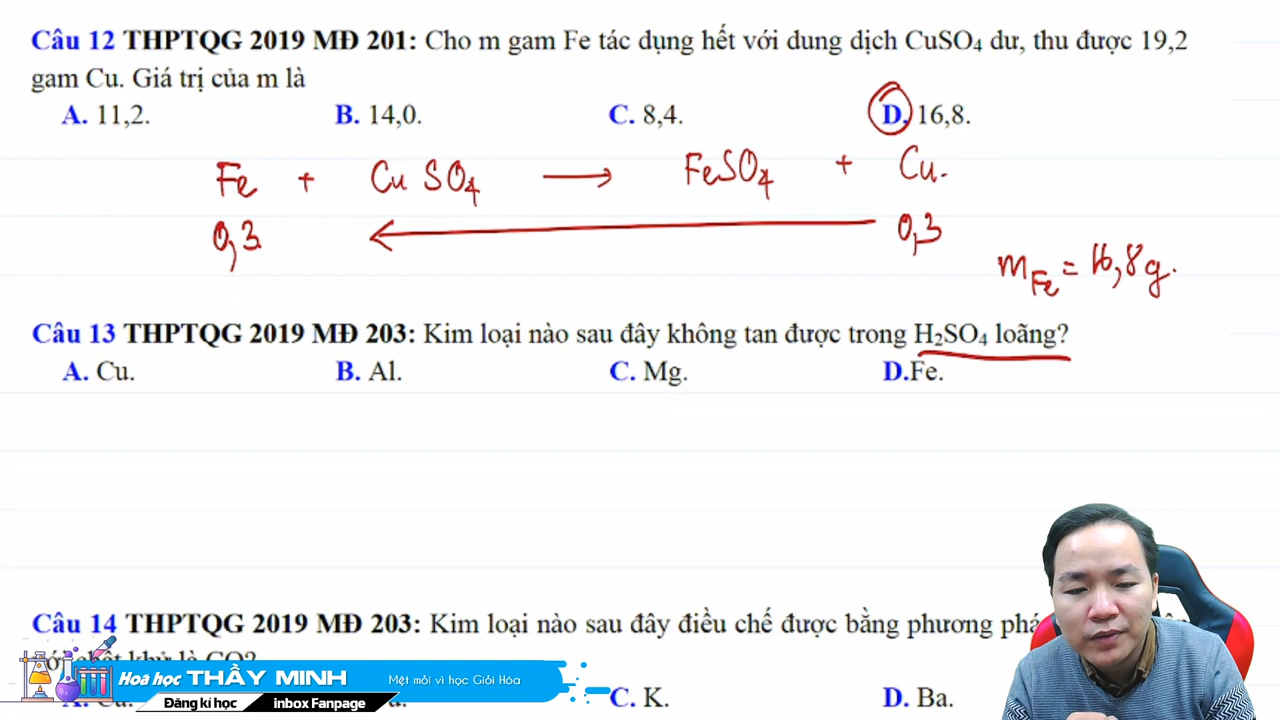 Câu 12 THPTQG 2019 MĐ 201: Cho m gam Fe tác dụng hết với dung dịch CuSO4 dư, thu được 19,2
gam Cu. Giá trị của m là
A. 11,2. B. 14,0. C. 8,4. D. 16,8.
Fe + CuSO4 → FeSO4 + Cu.
0,3 ← 0,3
mFe = 16,8g.
Câu 13 THPTQG 2019 MĐ 203: Kim loại nào sau đây không tan được trong H2SO4 loãng?
A. Cu. B. Al. C. Mg. D.Fe.
Câu 14 THPTQG 2019 MĐ 203: Kim loại nào sau đây điều chế được bằng phương
chất khử là CO?
C. K. D. Ba.
Hoá học THẦY MINH
Mệt mỏi vì học Giỏi Hóa
Đăng kí học inbox Fanpage